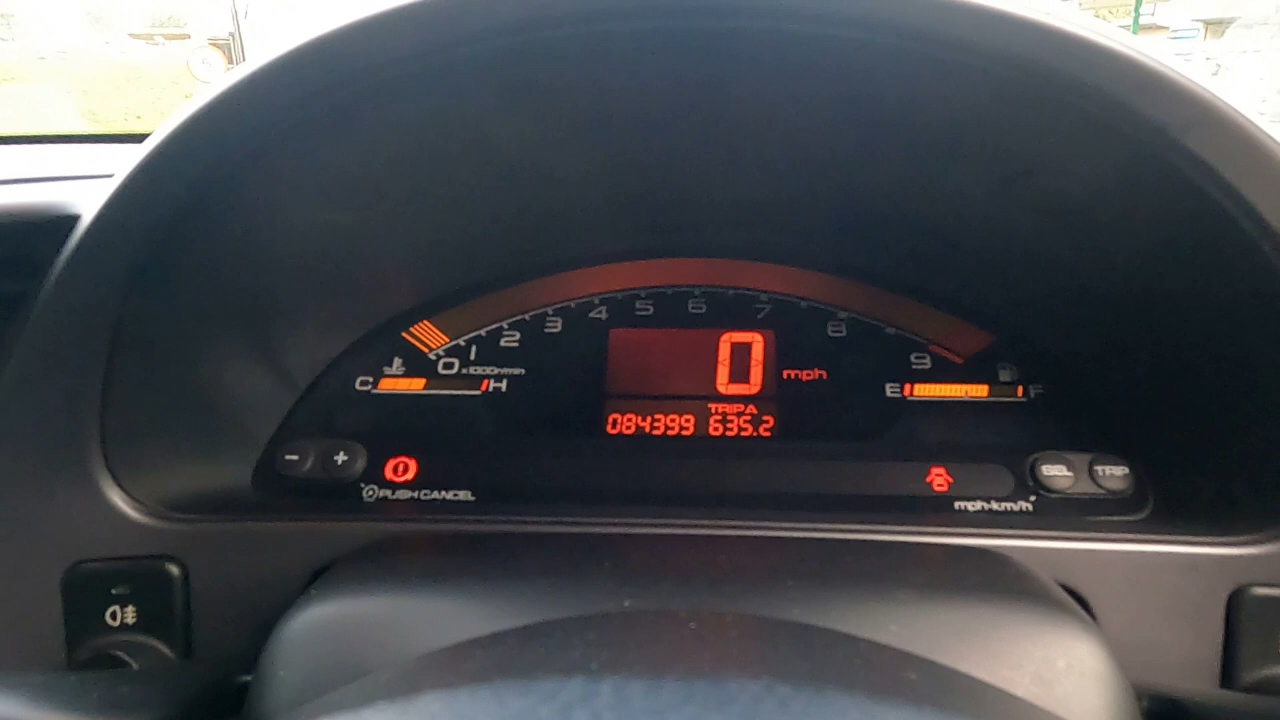 0 1 2 3 4 5 6 7 8 9
x1000r/min
C H
0 mph
E F
TRIP A
084399 635.2
- +
SEL TRIP
PUSH CANCEL
mph·km/h